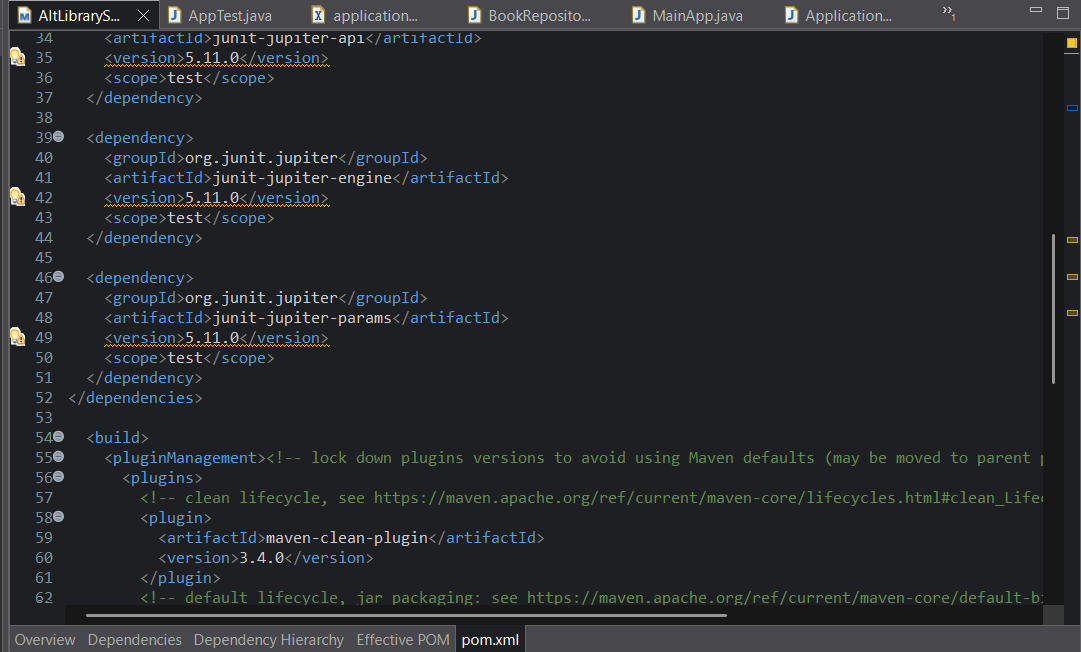 AltLibraryS...
AppTest.java
application...
BookReposito...
MainApp.java
Application...
»1
34 <artifactId>junit-jupiter-api</artifactId>
35 <version>5.11.0</version>
36 <scope>test</scope>
37 </dependency>
38
39 <dependency>
40 <groupId>org.junit.jupiter</groupId>
41 <artifactId>junit-jupiter-engine</artifactId>
42 <version>5.11.0</version>
43 <scope>test</scope>
44 </dependency>
45
46 <dependency>
47 <groupId>org.junit.jupiter</groupId>
48 <artifactId>junit-jupiter-params</artifactId>
49 <version>5.11.0</version>
50 <scope>test</scope>
51 </dependency>
52 </dependencies>
53
54 <build>
55 <pluginManagement><!-- lock down plugins versions to avoid using Maven defaults (may be moved to parent
56 <plugins>
57 <!-- clean lifecycle, see https://maven.apache.org/ref/current/maven-core/lifecycles.html#clean_Lifec
58 <plugin>
59 <artifactId>maven-clean-plugin</artifactId>
60 <version>3.4.0</version>
61 </plugin>
62 <!-- default lifecycle, jar packaging: see https://maven.apache.org/ref/current/maven-core/default-bi
Overview Dependencies Dependency Hierarchy Effective POM pom.xml